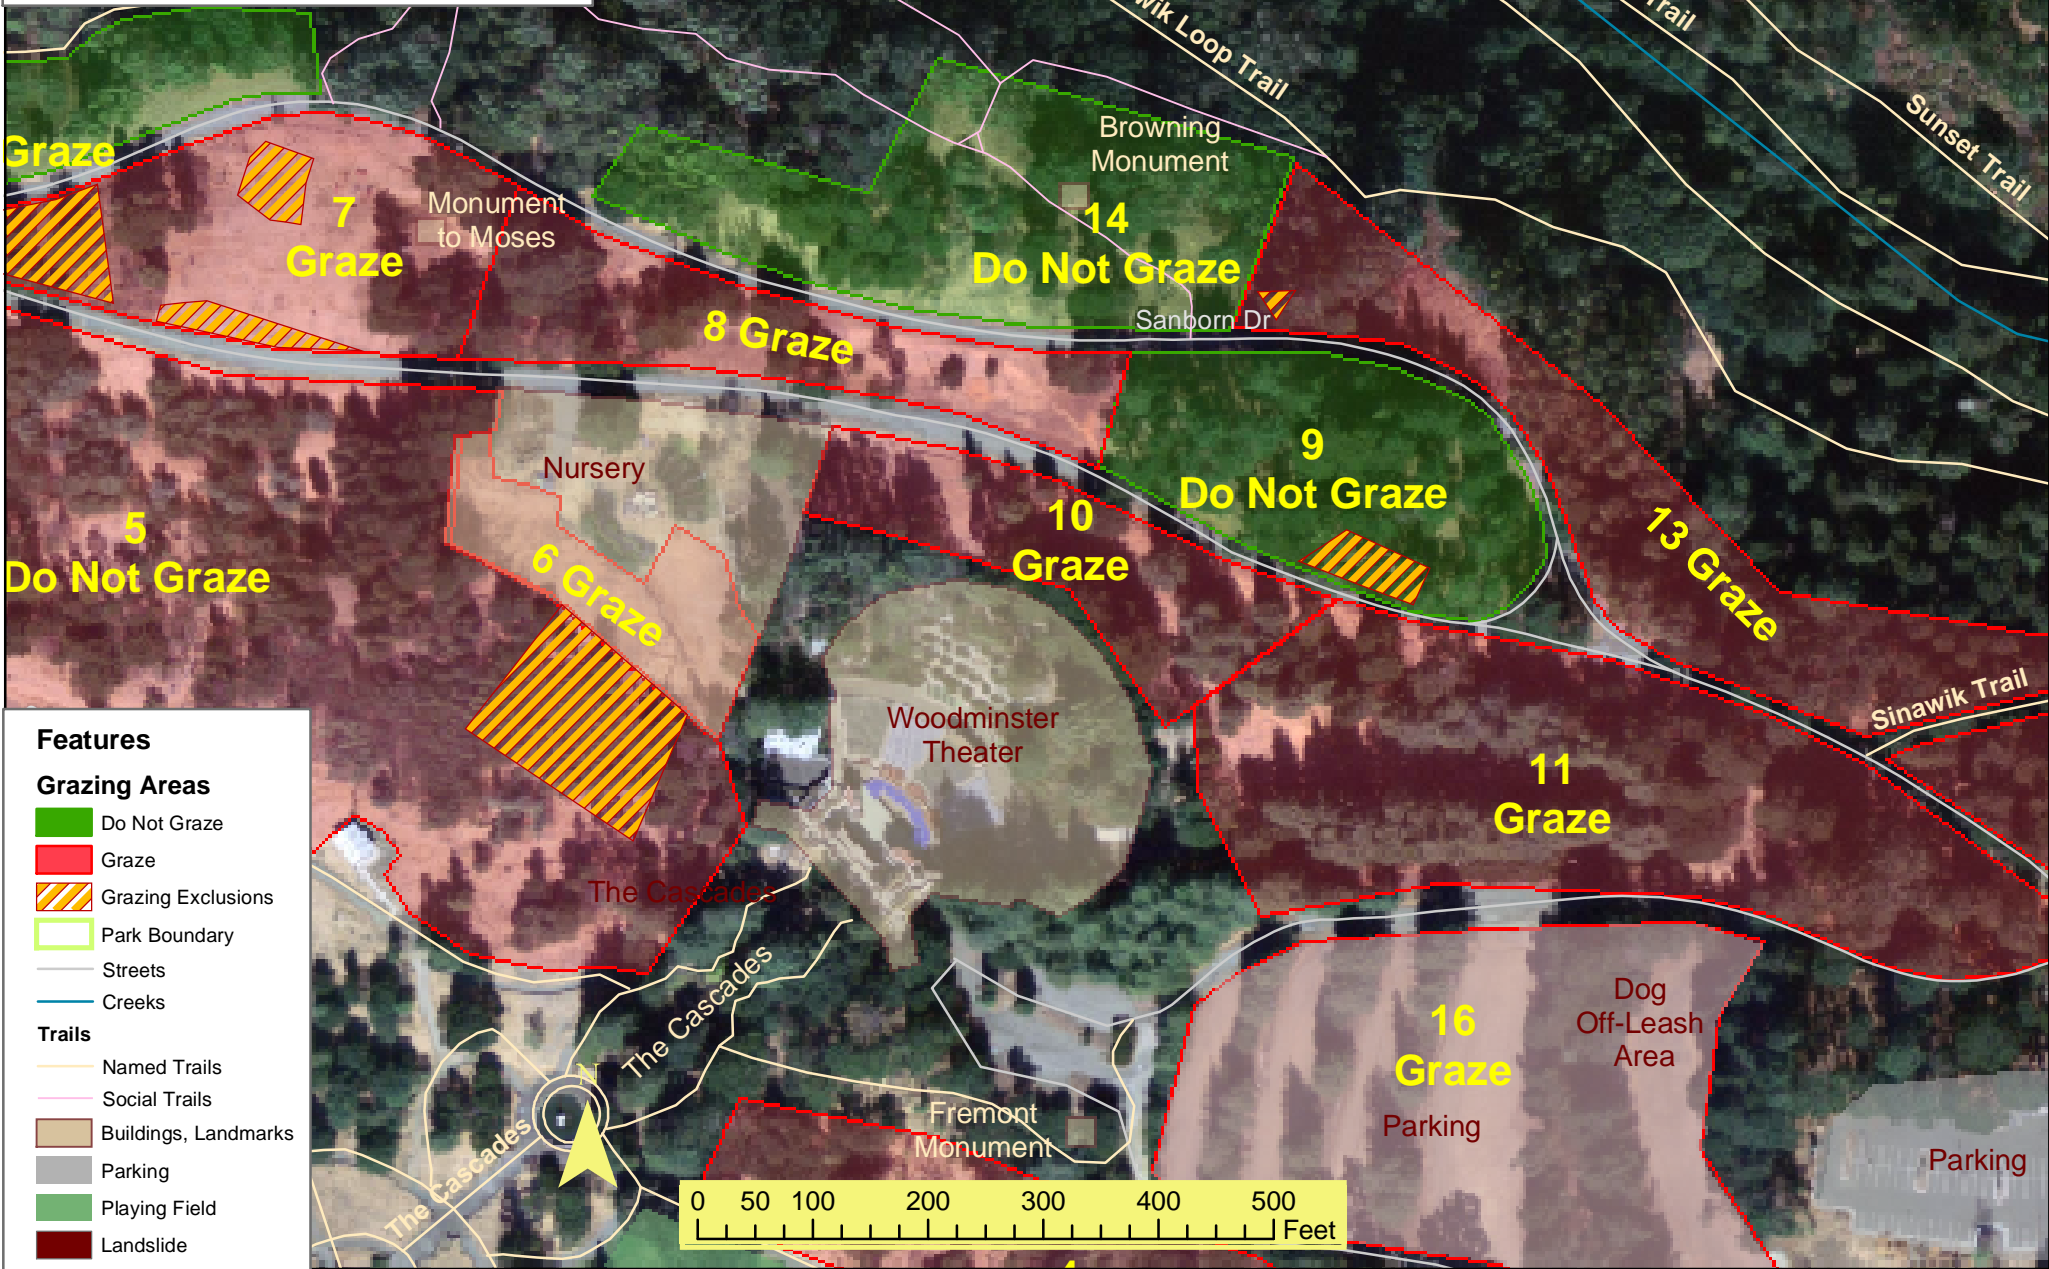 wik Loop Trail
Trail
Sunset Trail
Graze
Browning
Monument
7
Graze
Monument
to Moses
14
Do Not Graze
Sanborn Dr
8 Graze
9
Do Not Graze
Nursery
5
Do Not Graze
10
Graze
6 Graze
13 Graze
Sinawik Trail
Woodminster
Theater
11
Graze
The Cascades
The Cascades
The Cascades
Dog
Off-Leash
Area
16
Graze
Parking
Parking
Fremont
Monument
N
Features
Grazing Areas
Do Not Graze
Graze
Grazing Exclusions
Park Boundary
Streets
Creeks
Trails
Named Trails
Social Trails
Buildings, Landmarks
Parking
Playing Field
Landslide
0 50 100 200 300 400 500
Feet